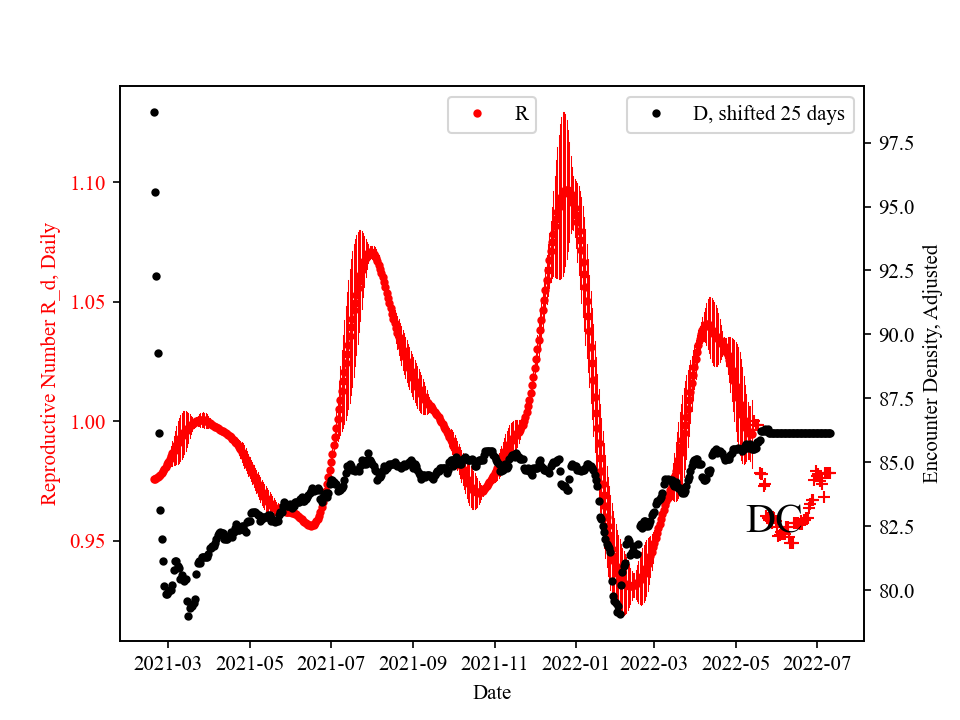 R
D, shifted 25 days
Reproductive Number R_d, Daily
1.10
1.05
1.00
0.95
97.5
95.0
92.5
90.0
87.5
85.0
82.5
80.0
Encounter Density, Adjusted
DC
2021-03 2021-05 2021-07 2021-09 2021-11 2022-01 2022-03 2022-05 2022-07
Date